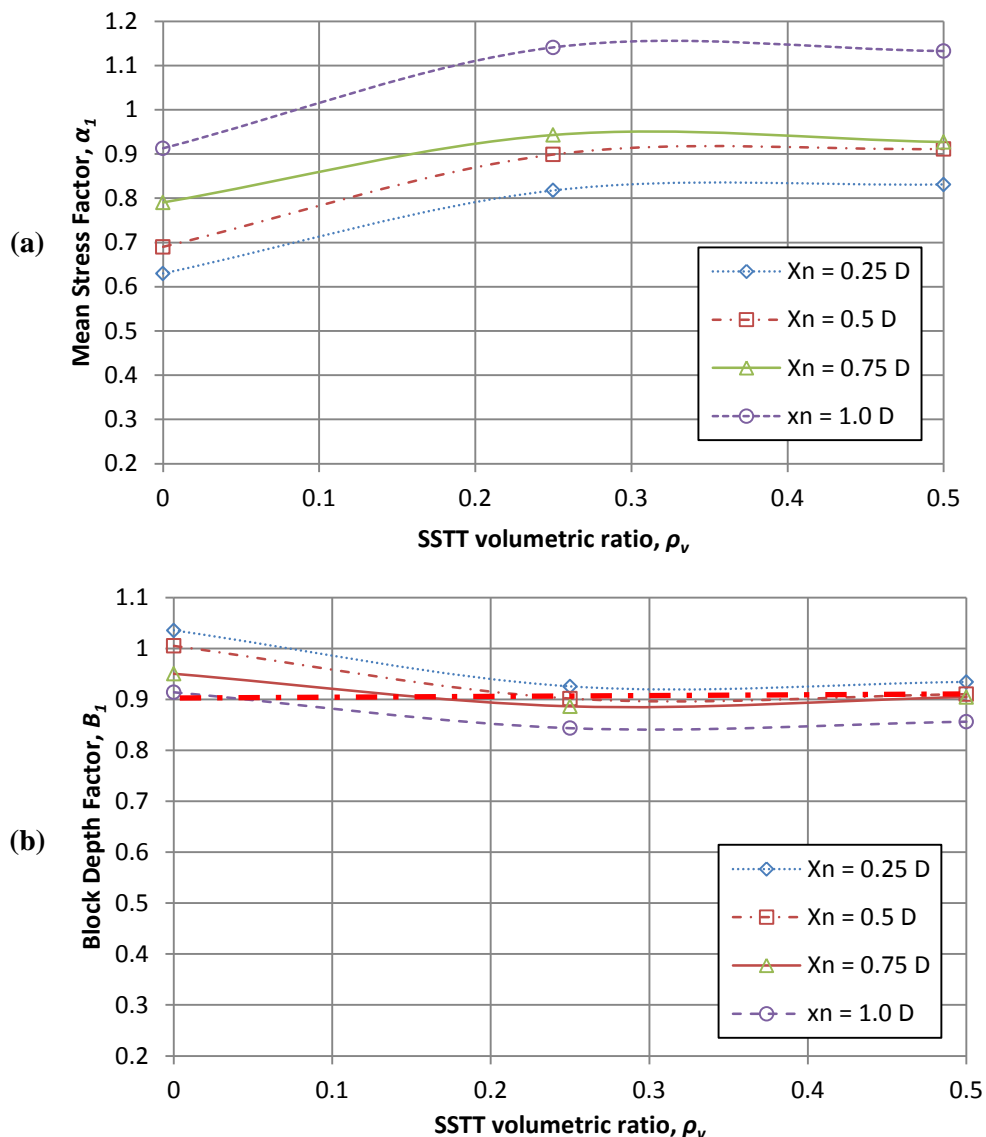 (a)
Mean Stress Factor, α1
1.2
1.1
1
0.9
0.8
0.7
0.6
0.5
0.4
0.3
0.2
0
0.1
0.2
0.3
0.4
0.5
SSTT volumetric ratio, ρv
Xn = 0.25 D
Xn = 0.5 D
Xn = 0.75 D
xn = 1.0 D
(b)
Block Depth Factor, B1
1.1
1
0.9
0.8
0.7
0.6
0.5
0.4
0.3
0.2
0
0.1
0.2
0.3
0.4
0.5
SSTT volumetric ratio, ρv
Xn = 0.25 D
Xn = 0.5 D
Xn = 0.75 D
xn = 1.0 D